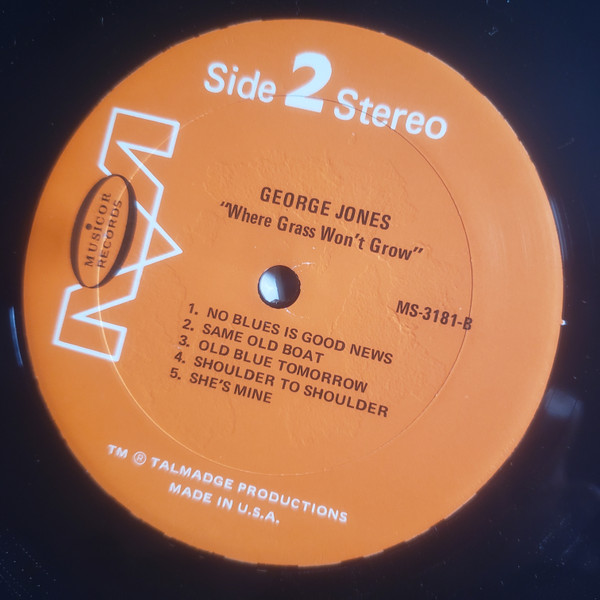 Side 2 Stereo
MUSICOR
RECORDS
GEORGE JONES
"Where Grass Won't Grow"
MS-3181-B
1. NO BLUES IS GOOD NEWS
2. SAME OLD BOAT
3. OLD BLUE TOMORROW
4. SHOULDER TO SHOULDER
5. SHE'S MINE
TM ® TALMADGE PRODUCTIONS
MADE IN U.S.A.